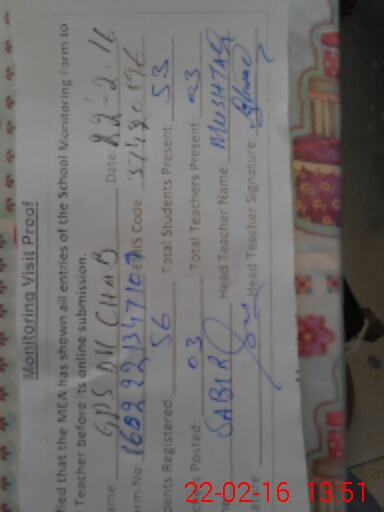 Monitoring Visit Proof
fied that the MEA has shown all entries of the School Monitoring Form to
Teacher before its online submission.
ame GPS DU CHAB Date 22-2-16
orm No. EMIS Code:
dents Registered: 56 Total Students Present: 53
Posted: 03 Total Teachers Present: 03
SABIR Head Teacher Name: MUSHTAQ
ature Head Teacher Signature:
22-02-16 13:51